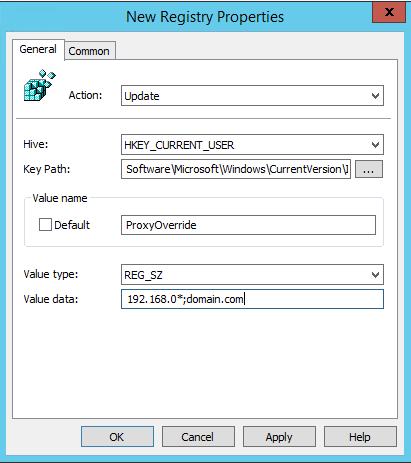 New Registry Properties
x
General Common
Action: Update
Hive: HKEY_CURRENT_USER
Key Path: Software\Microsoft\Windows\CurrentVersion\ ...
Value name
Default ProxyOverride
Value type: REG_SZ
Value data: 192.168.0*;domain.com
OK Cancel Apply Help